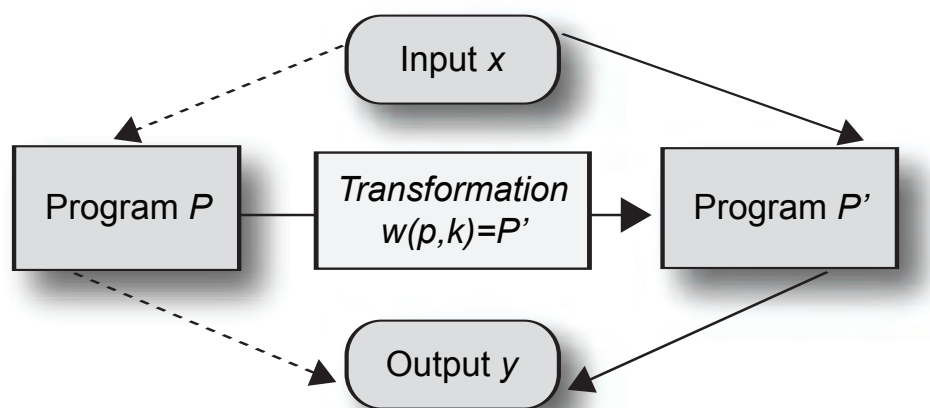 Input x
Program P
Transformation
w(p,k)=P’
Program P’
Output y